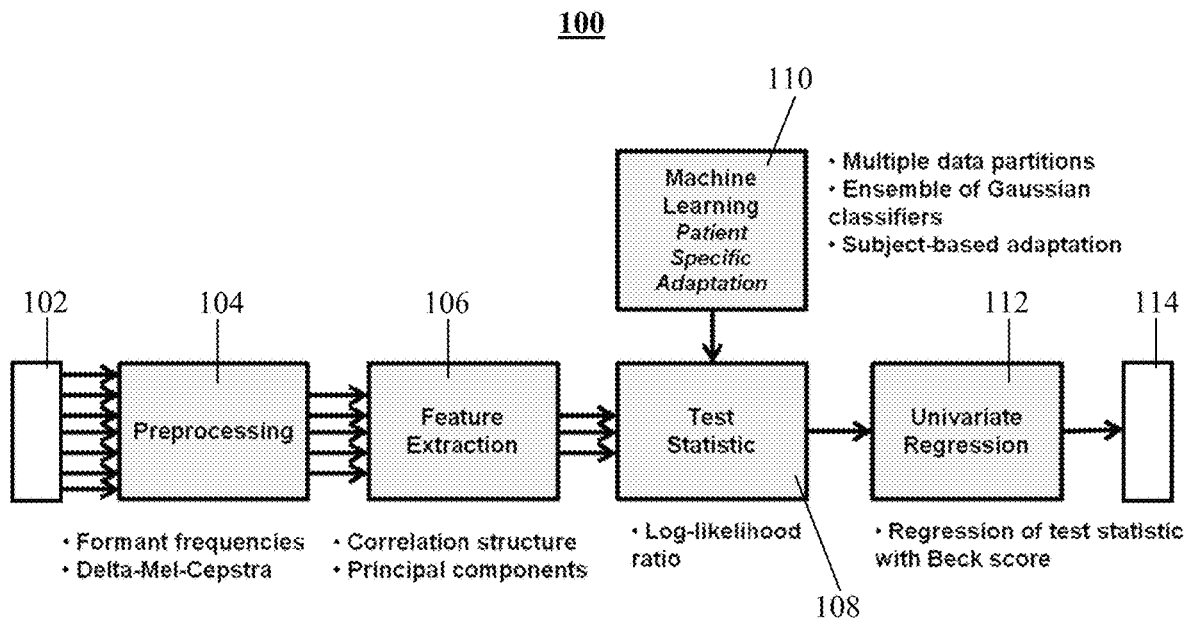 100
110
Machine
Learning
Patient
Specific
Adaptation
• Multiple data partitions
• Ensemble of Gaussian
classifiers
• Subject-based adaptation
102
104
106
112
114
Preprocessing
Feature
Extraction
Test
Statistic
Univariate
Regression
• Formant frequencies
• Delta-Mel-Cepstra
• Correlation structure
• Principal components
• Log-likelihood
ratio
• Regression of test statistic
with Beck score
108